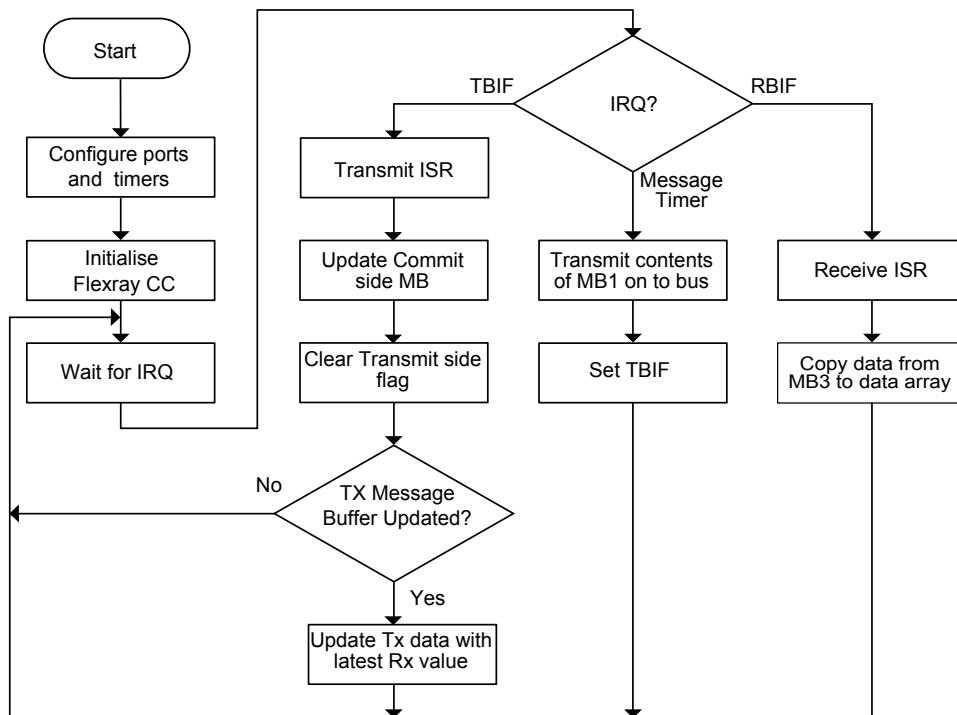 Start
Configure ports
and timers
Initialise
Flexray CC
Wait for IRQ
IRQ?
TBIF
RBIF
Message
Timer
Transmit ISR
Update Commit
side MB
Clear Transmit side
flag
TX Message
Buffer Updated?
No
Yes
Update Tx data with
latest Rx value
Transmit contents
of MB1 on to bus
Set TBIF
Receive ISR
Copy data from
MB3 to data array